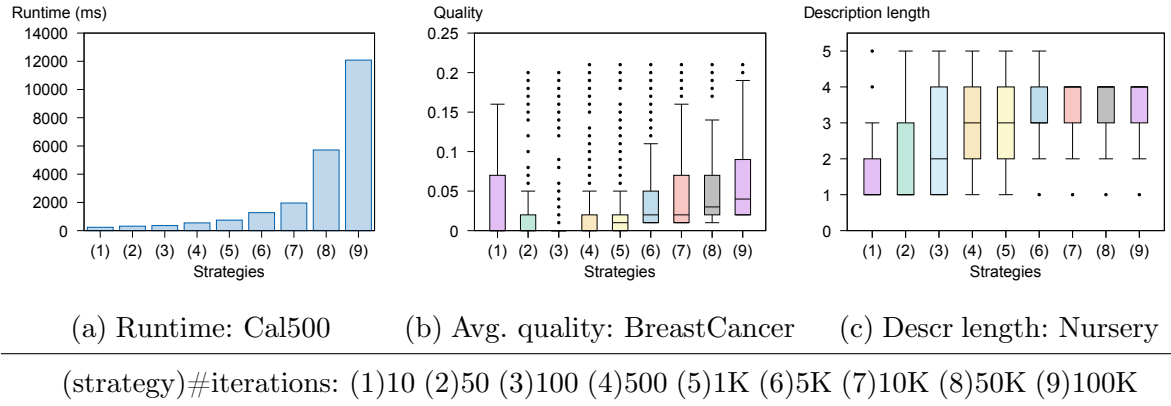 Runtime (ms)
14000
12000
10000
8000
6000
4000
2000
0
(1) (2) (3) (4) (5) (6) (7) (8) (9)
Strategies
Quality
0.25
0.2
0.15
0.1
0.05
0
(1) (2) (3) (4) (5) (6) (7) (8) (9)
Strategies
Description length
5
4
3
2
1
0
(1) (2) (3) (4) (5) (6) (7) (8) (9)
Strategies
(a) Runtime: Cal500
(b) Avg. quality: BreastCancer
(c) Descr length: Nursery
(strategy)#iterations: (1)10 (2)50 (3)100 (4)500 (5)1K (6)5K (7)10K (8)50K (9)100K